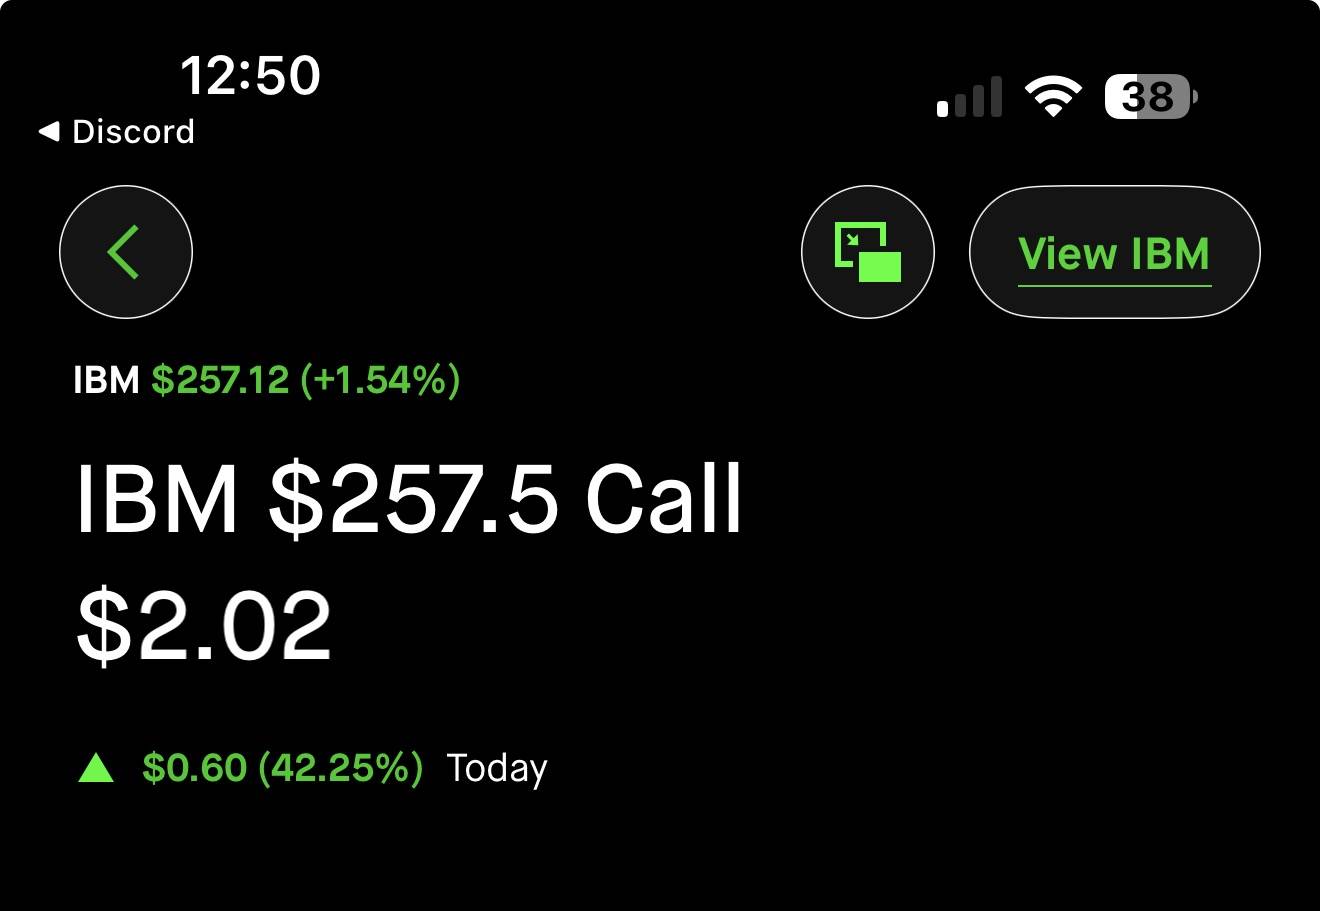 12:50
38
Discord
View IBM
IBM $257.12 (+1.54%)
IBM $257.5 Call
$2.02
$0.60 (42.25%) Today